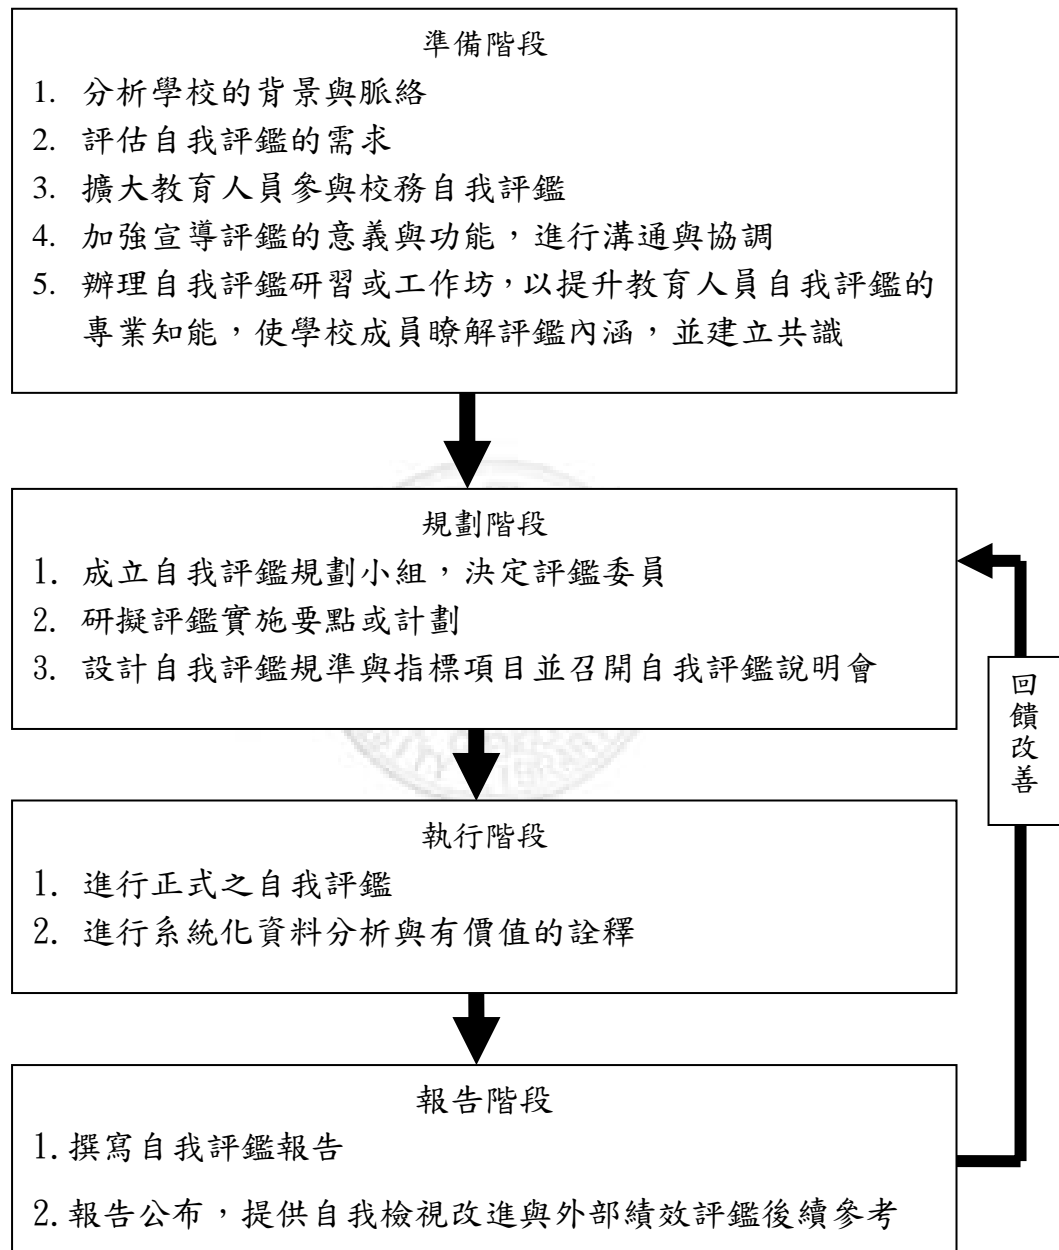 準備階段
1. 分析學校的背景與脈絡
2. 評估自我評鑑的需求
3. 擴大教育人員參與校務自我評鑑
4. 加強宣導評鑑的意義與功能，進行溝通與協調
5. 辦理自我評鑑研習或工作坊，以提升教育人員自我評鑑的
專業知能，使學校成員瞭解評鑑內涵，並建立共識
規劃階段
1. 成立自我評鑑規劃小組，決定評鑑委員
2. 研擬評鑑實施要點或計劃
3. 設計自我評鑑規準與指標項目並召開自我評鑑說明會
回饋改善
執行階段
1. 進行正式之自我評鑑
2. 進行系統化資料分析與有價值的詮釋
報告階段
1. 撰寫自我評鑑報告
2. 報告公布，提供自我檢視改進與外部績效評鑑後續參考